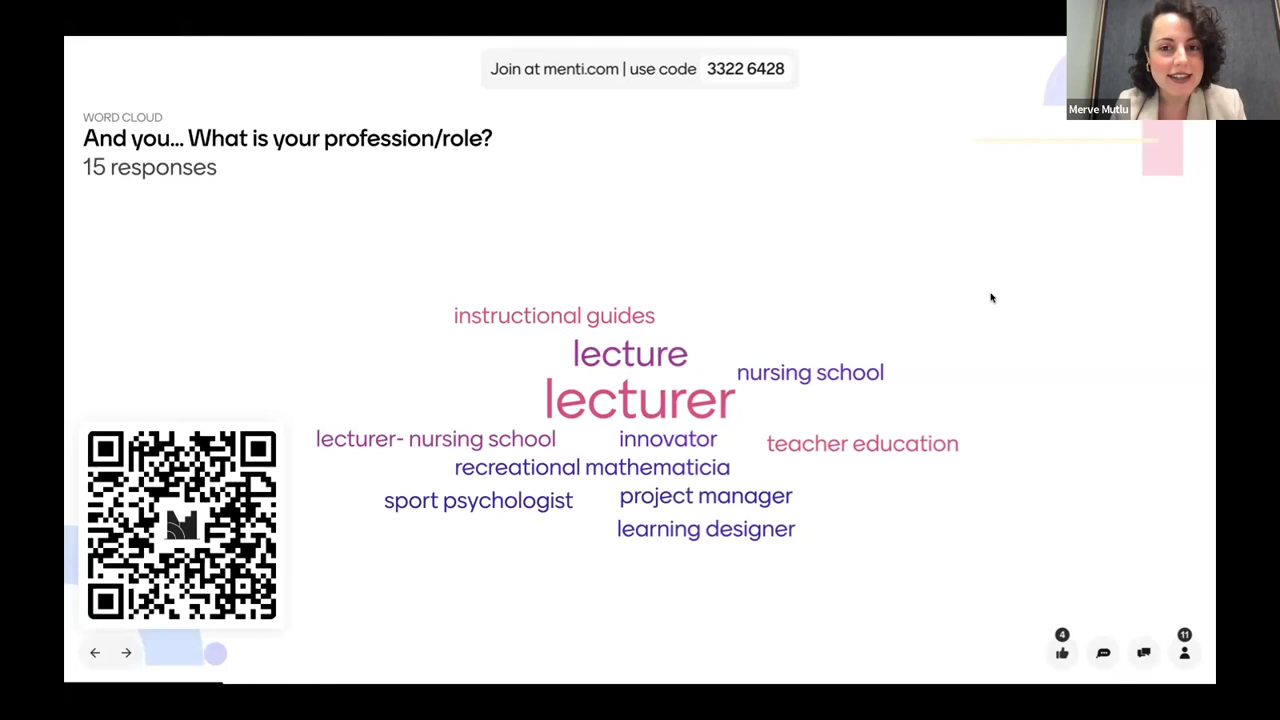 Join at menti.com | use code 3322 6428
Merve Mutlu
WORD CLOUD
And you... What is your profession/role?
15 responses
instructional guides
lecture
nursing school
lecturer
lecturer- nursing school
innovator
teacher education
recreational mathematicia
sport psychologist
project manager
learning designer
4
11